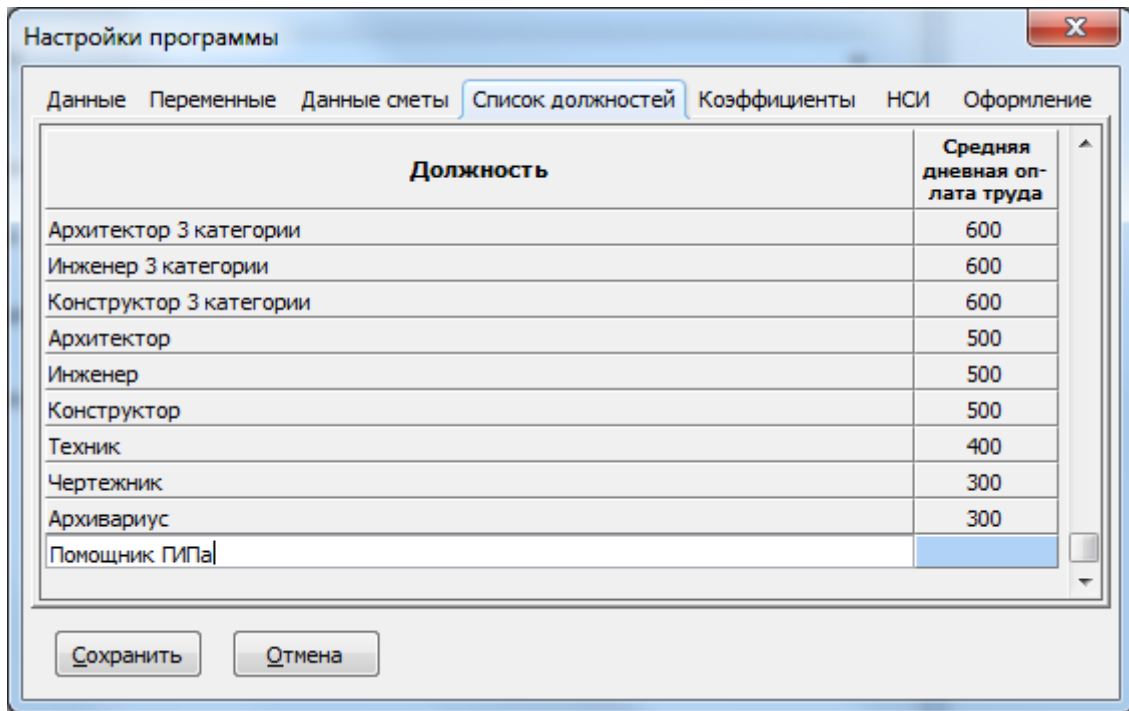 Настройки программы
Данные Переменные Данные сметы Список должностей Коэффициенты НСИ Оформление
Должность
Средняя
дневная оп-
лата труда
Архитектор 3 категории 600
Инженер 3 категории 600
Конструктор 3 категории 600
Архитектор 500
Инженер 500
Конструктор 500
Техник 400
Чертежник 300
Архивариус 300
Помощник ГИПа
Сохранить Отмена